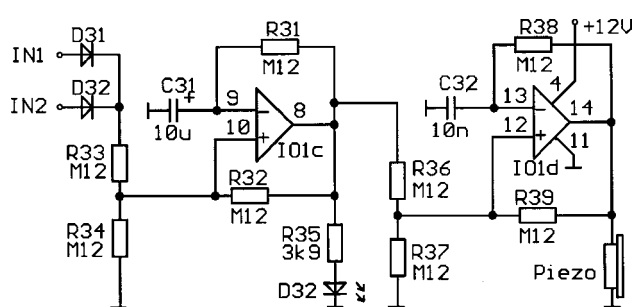 D31
IN1
D32
IN2
R33
M12
R34
M12
C31
+
10u
R31
M12
9
-
10
+
8
IO1c
R32
M12
R35
3k9
D32
R36
M12
R37
M12
C32
10n
R38
M12
+12V
4
13
-
12
+
14
11
IO1d
R39
M12
Piezo